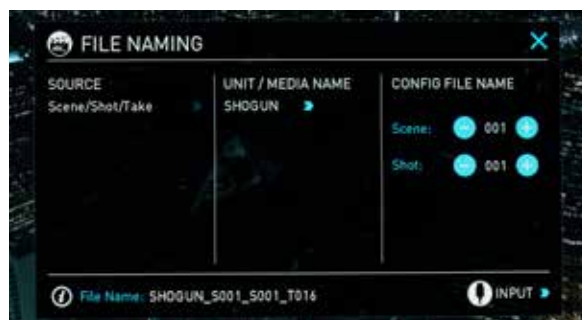 FILE NAMING
SOURCE
Scene/Shot/Take
UNIT / MEDIA NAME
SHOGUN
CONFIG FILE NAME
Scene: 001
Shot: 001
File Name: SHOGUN_S001_S001_T016
INPUT